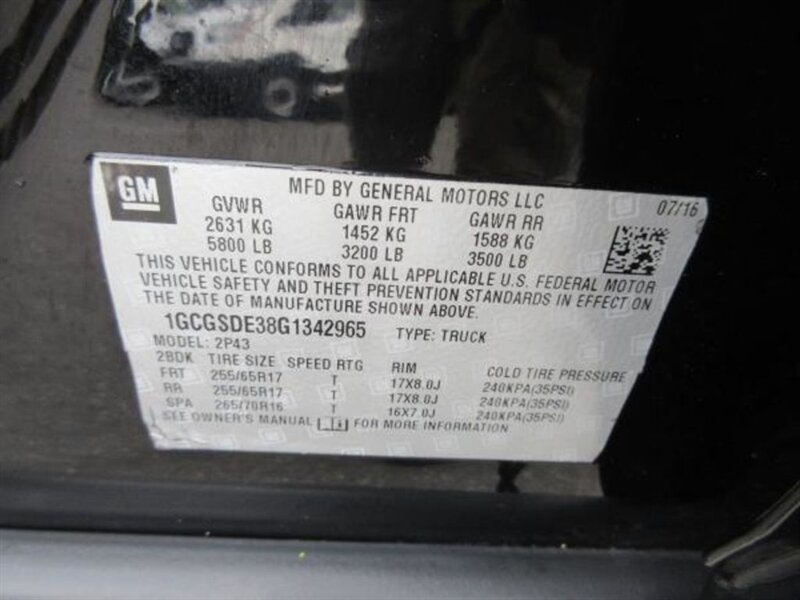 GM
MFD BY GENERAL MOTORS LLC
07/16
GVWR GAWR FRT GAWR RR
2631 KG 1452 KG 1588 KG
5800 LB 3200 LB 3500 LB
THIS VEHICLE CONFORMS TO ALL APPLICABLE U.S. FEDERAL MOTOR
VEHICLE SAFETY AND THEFT PREVENTION STANDARDS IN EFFECT ON
THE DATE OF MANUFACTURE SHOWN ABOVE.
1GCGSDE38G1342965 TYPE: TRUCK
MODEL: 2P43
2BDK TIRE SIZE SPEED RTG RIM COLD TIRE PRESSURE
FRT 255/65R17 T 17X8.0J 240KPA(35PSI)
RR 255/65R17 T 17X8.0J 240KPA(35PSI)
SPA 265/70R16 T 16X7.0J 240KPA(35PSI)
SEE OWNER'S MANUAL FOR MORE INFORMATION